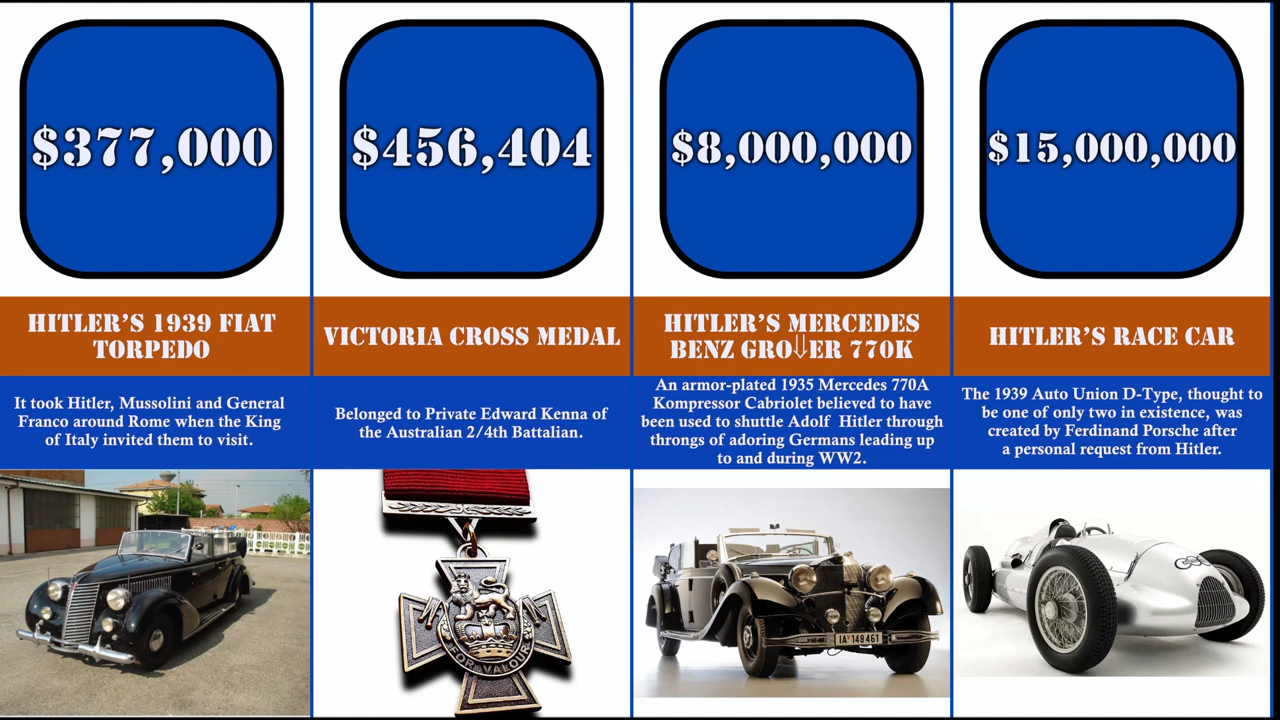 $377,000
HITLER'S 1939 FIAT
TORPEDO
It took Hitler, Mussolini and General
Franco around Rome when the King
of Italy invited them to visit.
$456,404
VICTORIA CROSS MEDAL
Belonged to Private Edward Kenna of
the Australian 2/4th Battalian.
FOR VALOUR
$8,000,000
HITLER'S MERCEDES
BENZ GRO⇓ER 770K
An armor-plated 1935 Mercedes 770A
Kompressor Cabriolet believed to have
been used to shuttle Adolf Hitler through
throngs of adoring Germans leading up
to and during WW2.
IA 148461
$15,000,000
HITLER'S RACE CAR
The 1939 Auto Union D-Type, thought to
be one of only two in existence, was
created by Ferdinand Porsche after
a personal request from Hitler.